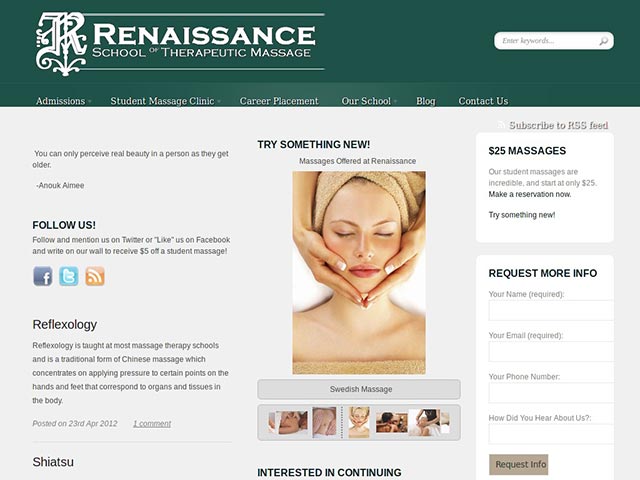 RENAISSANCE
SCHOOL OF THERAPEUTIC MASSAGE
Enter keywords...
Admissions
Student Massage Clinic
Career Placement
Our School
Blog
Contact Us
Subscribe to RSS feed
You can only perceive real beauty in a person as they get
older.
-Anouk Aimee
FOLLOW US!
Follow and mention us on Twitter or "Like" us on Facebook
and write on our wall to receive $5 off a student massage!
Reflexology
Reflexology is taught at most massage therapy schools
and is a traditional form of Chinese massage which
concentrates on applying pressure to certain points on the
hands and feet that correspond to organs and tissues in
the body.
Posted on 23rd Apr 2012 1 comment
Shiatsu
TRY SOMETHING NEW!
Massages Offered at Renaissance
Swedish Massage
INTERESTED IN CONTINUING
$25 MASSAGES
Our student massages are
incredible, and start at only $25.
Make a reservation now.
Try something new!
REQUEST MORE INFO
Your Name (required):
Your Email (required):
Your Phone Number:
How Did You Hear About Us?:
Request Info